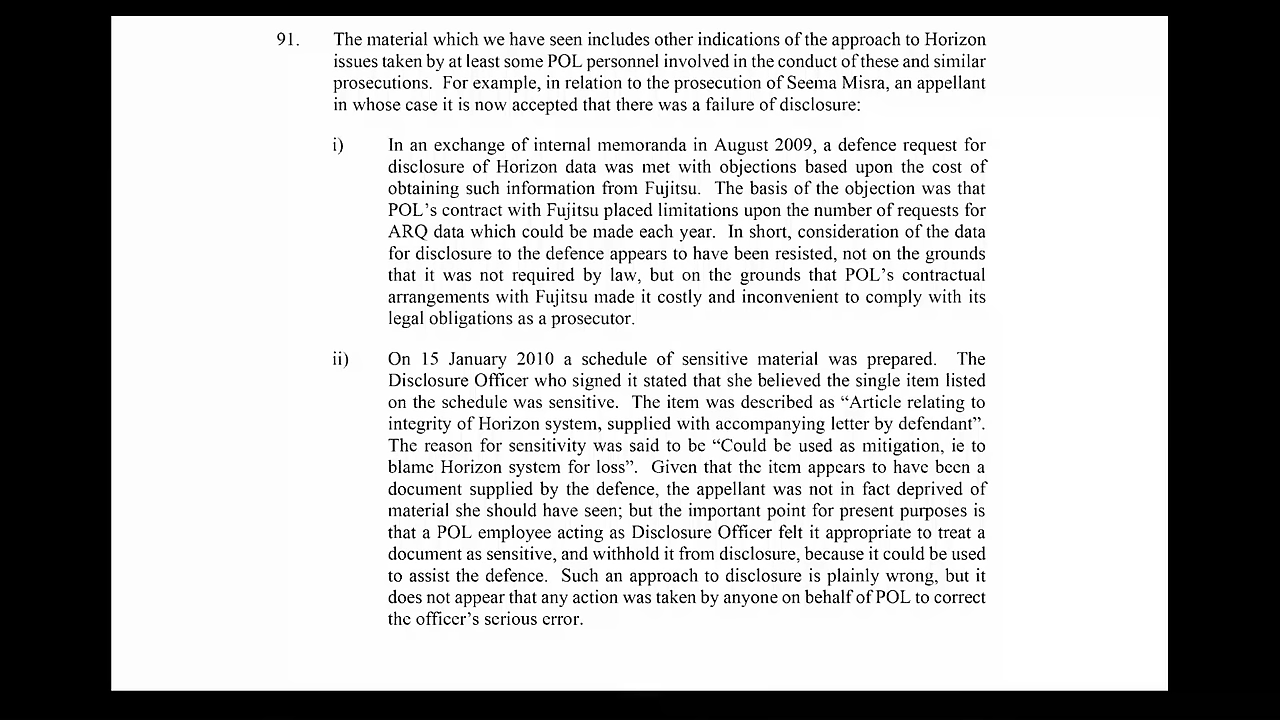 91. The material which we have seen includes other indications of the approach to Horizon
issues taken by at least some POL personnel involved in the conduct of these and similar
prosecutions. For example, in relation to the prosecution of Seema Misra, an appellant
in whose case it is now accepted that there was a failure of disclosure:
i) In an exchange of internal memoranda in August 2009, a defence request for
disclosure of Horizon data was met with objections based upon the cost of
obtaining such information from Fujitsu. The basis of the objection was that
POL's contract with Fujitsu placed limitations upon the number of requests for
ARQ data which could be made each year. In short, consideration of the data
for disclosure to the defence appears to have been resisted, not on the grounds
that it was not required by law, but on the grounds that POL's contractual
arrangements with Fujitsu made it costly and inconvenient to comply with its
legal obligations as a prosecutor.
ii) On 15 January 2010 a schedule of sensitive material was prepared. The
Disclosure Officer who signed it stated that she believed the single item listed
on the schedule was sensitive. The item was described as “Article relating to
integrity of Horizon system, supplied with accompanying letter by defendant”.
The reason for sensitivity was said to be “Could be used as mitigation, ie to
blame Horizon system for loss”. Given that the item appears to have been a
document supplied by the defence, the appellant was not in fact deprived of
material she should have seen; but the important point for present purposes is
that a POL employee acting as Disclosure Officer felt it appropriate to treat a
document as sensitive, and withhold it from disclosure, because it could be used
to assist the defence. Such an approach to disclosure is plainly wrong, but it
does not appear that any action was taken by anyone on behalf of POL to correct
the officer's serious error.